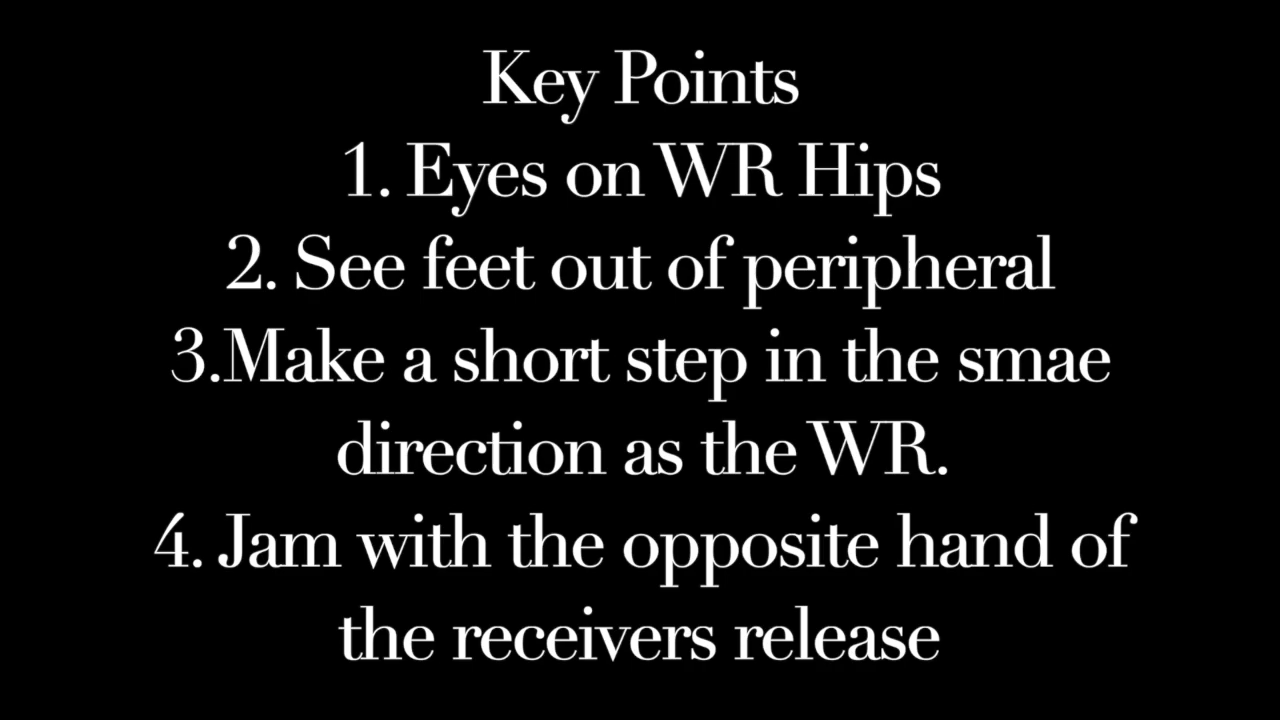 Key Points
1. Eyes on WR Hips
2. See feet out of peripheral
3.Make a short step in the smae
direction as the WR.
4. Jam with the opposite hand of
the receivers release